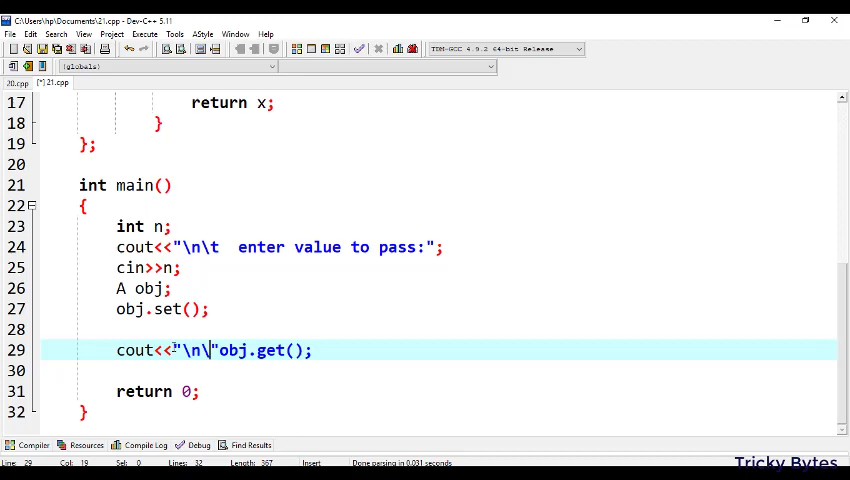 C:\Users\hp\Documents\21.cpp - Dev-C++ 5.11
File Edit Search View Project Execute Tools AStyle Window Help
TDM-GCC 4.9.2 64-bit Release
(globals)
20.cpp [*] 21.cpp
17 return x;
18 }
19 };
20
21 int main()
22 {
23 int n;
24 cout<<"\n\t  enter value to pass:";
25 cin>>n;
26 A obj;
27 obj.set();
28
29 cout<<"\n\"obj.get();
30
31 return 0;
32 }
Compiler Resources Compile Log Debug Find Results
Line: 29 Col: 19 Sel: 0 Lines: 32 Length: 367 Insert Done parsing in 0.031 seconds
Tricky Bytes